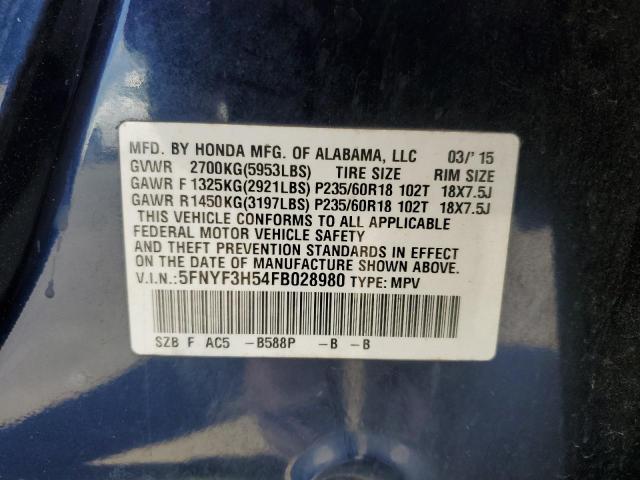 MFD. BY HONDA MFG. OF ALABAMA, LLC 03/'15
GVWR 2700KG(5953LBS) TIRE SIZE RIM SIZE
GAWR F 1325KG(2921LBS) P235/60R18 102T 18X7.5J
GAWR R 1450KG(3197LBS) P235/60R18 102T 18X7.5J
THIS VEHICLE CONFORMS TO ALL APPLICABLE
FEDERAL MOTOR VEHICLE SAFETY
AND THEFT PREVENTION STANDARDS IN EFFECT
ON THE DATE OF MANUFACTURE SHOWN ABOVE.
V.I.N.:5FNYF3H54FB028980 TYPE: MPV
SZB F AC5 -B588P -B -B